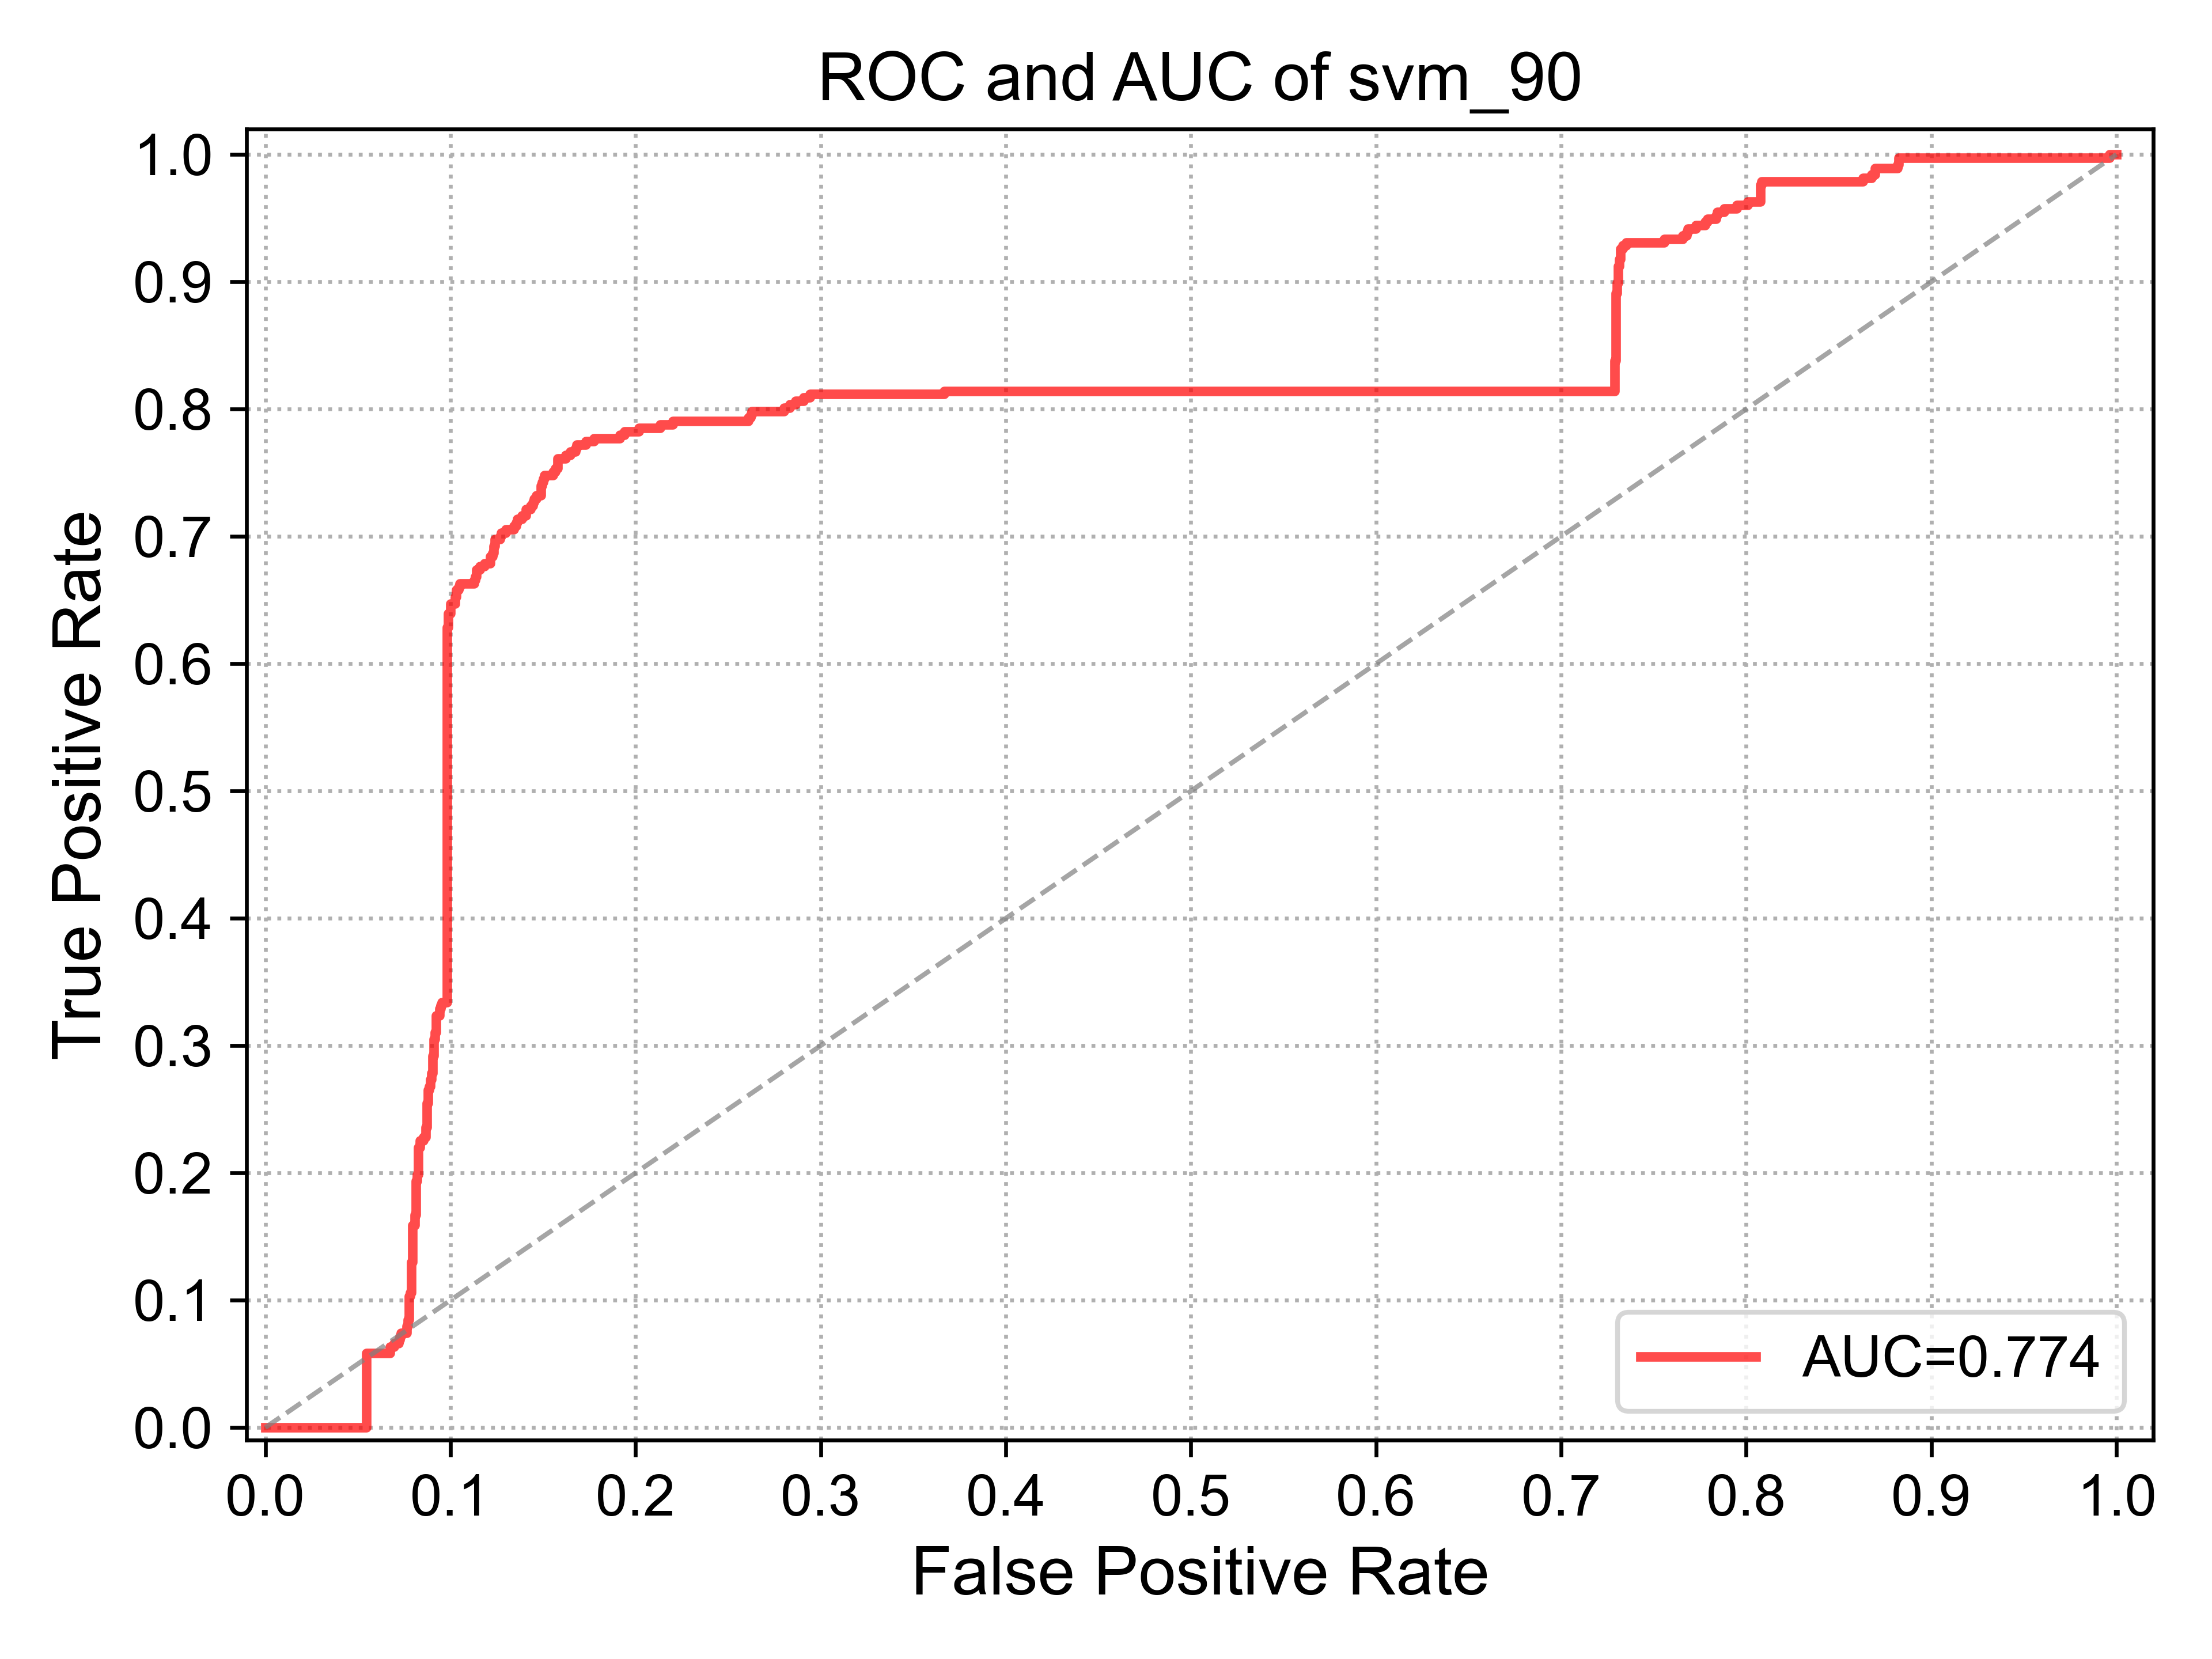 ROC and AUC of svm_90
True Positive Rate
1.0
0.9
0.8
0.7
0.6
0.5
0.4
0.3
0.2
0.1
0.0
AUC=0.774
0.0 0.1 0.2 0.3 0.4 0.5 0.6 0.7 0.8 0.9 1.0
False Positive Rate